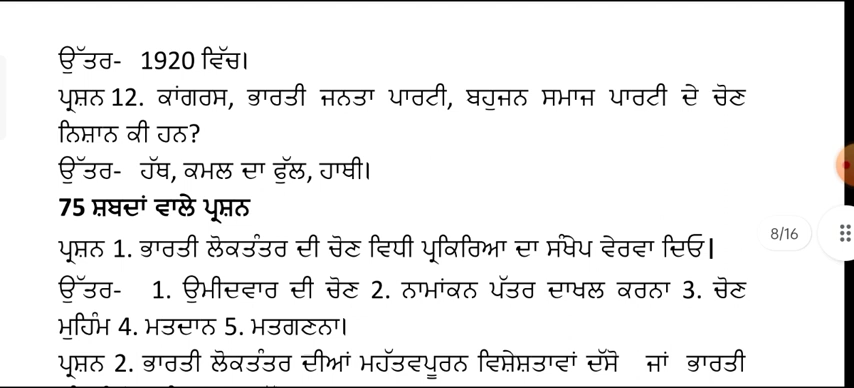 ਉੱਤਰ- 1920 ਵਿੱਚ।
ਪ੍ਰਸ਼ਨ 12. ਕਾਂਗਰਸ, ਭਾਰਤੀ ਜਨਤਾ ਪਾਰਟੀ, ਬਹੁਜਨ ਸਮਾਜ ਪਾਰਟੀ ਦੇ ਚੋਣ
ਨਿਸ਼ਾਨ ਕੀ ਹਨ?
ਉੱਤਰ- ਹੱਥ, ਕਮਲ ਦਾ ਫੁੱਲ, ਹਾਥੀ।
75 ਸ਼ਬਦਾਂ ਵਾਲੇ ਪ੍ਰਸ਼ਨ
8/16
ਪ੍ਰਸ਼ਨ 1. ਭਾਰਤੀ ਲੋਕਤੰਤਰ ਦੀ ਚੋਣ ਵਿਧੀ ਪ੍ਰਕਿਰਿਆ ਦਾ ਸੰਖੇਪ ਵੇਰਵਾ ਦਿਓ|
ਉੱਤਰ- 1. ਉਮੀਦਵਾਰ ਦੀ ਚੋਣ 2. ਨਾਮਾਂਕਨ ਪੱਤਰ ਦਾਖਲ ਕਰਨਾ 3. ਚੋਣ
ਮੁਹਿੰਮ 4. ਮਤਦਾਨ 5. ਮਤਗਣਨਾ।
ਪ੍ਰਸ਼ਨ 2. ਭਾਰਤੀ ਲੋਕਤੰਤਰ ਦੀਆਂ ਮਹੱਤਵਪੂਰਨ ਵਿਸ਼ੇਸ਼ਤਾਵਾਂ ਦੱਸੋ ਜਾਂ ਭਾਰਤੀ